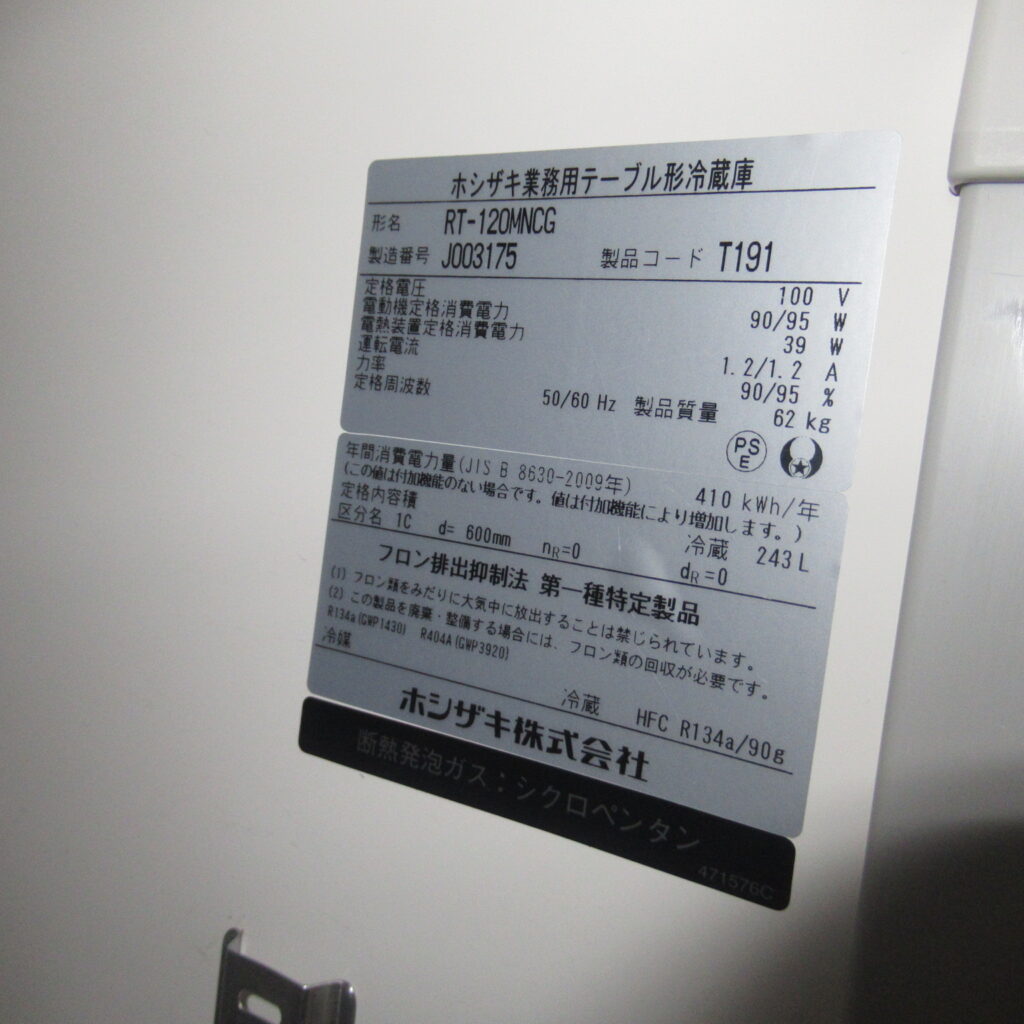 ホシザキ業務用テーブル形冷蔵庫
形名 RT-120MNCG
製造番号 J003175 製品コード T191
定格電圧 100 V
電動機定格消費電力 90/95 W
電熱装置定格消費電力 39 W
運転電流 1.2/1.2 A
力率 90/95 %
定格周波数 50/60 Hz 製品質量 62 kg
PS E
年間消費電力量(JIS B 8630-2009年) 410 kWh/年
(この値は付加機能のない場合です。値は付加機能により増加します。)
定格内容積 冷蔵 243 L
区分名 1C d= 600mm nR=0 dR=0
フロン排出抑制法 第一種特定製品
(1) フロン類をみだりに大気中に放出することは禁じられています。
(2) この製品を廃棄・整備する場合には、フロン類の回収が必要です。
R134a(GWP1430) R404A(GWP3920)
冷媒 冷蔵 HFC R134a/90g
ホシザキ株式会社
断熱発泡ガス:シクロペンタン
471576C